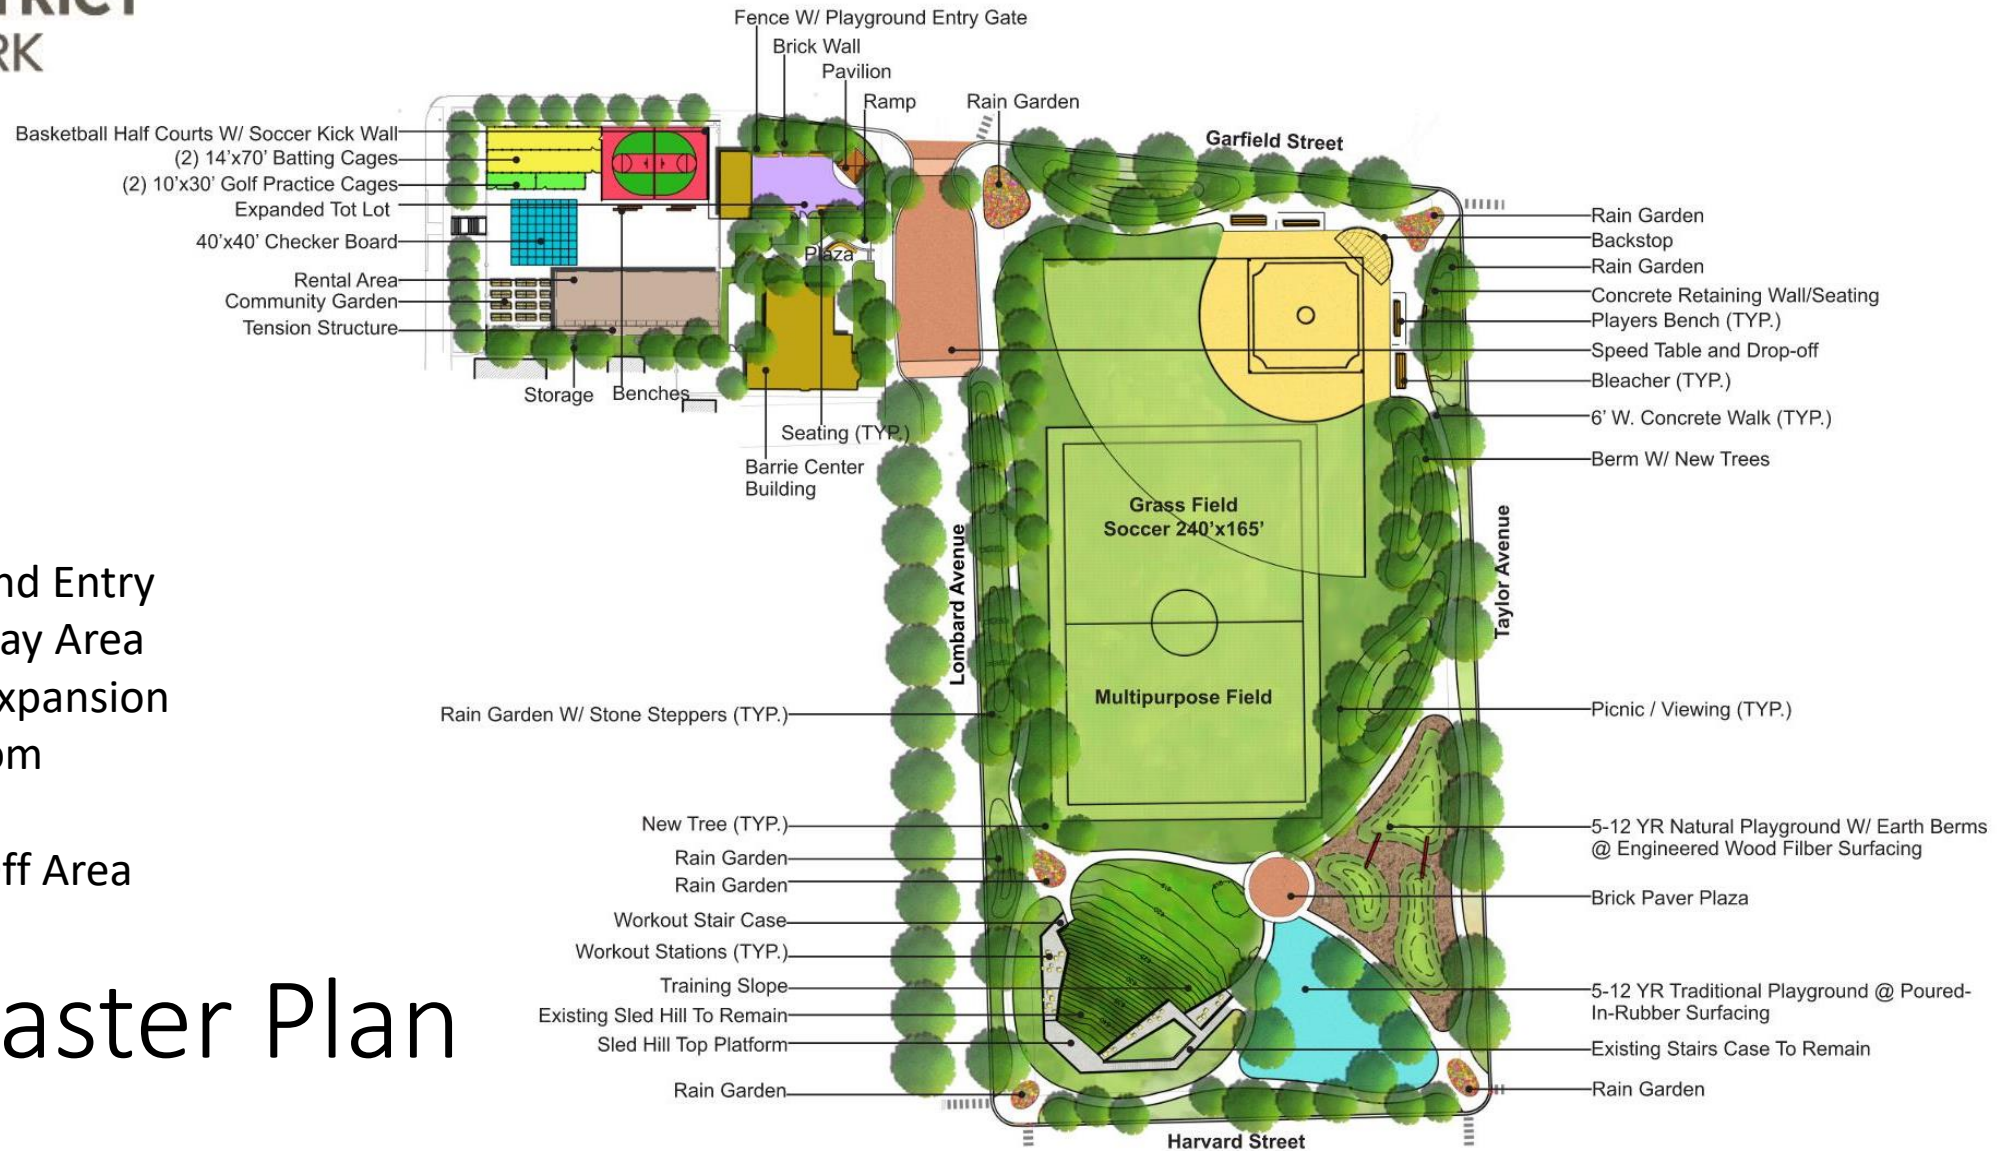 Fence W/ Playground Entry Gate
Brick Wall
Pavilion
Ramp
Rain Garden
Garfield Street
Basketball Half Courts W/ Soccer Kick Wall
(2) 14'x70' Batting Cages
(2) 10'x30' Golf Practice Cages
Expanded Tot Lot
40'x40' Checker Board
Rental Area
Community Garden
Tension Structure
Plaza
Storage
Benches
Seating (TYP.)
Barrie Center
Building
Rain Garden
Backstop
Rain Garden
Concrete Retaining Wall/Seating
Players Bench (TYP.)
Speed Table and Drop-off
Bleacher (TYP.)
6' W. Concrete Walk (TYP.)
Berm W/ New Trees
Grass Field
Soccer 240'x165'
Lombard Avenue
Taylor Avenue
Multipurpose Field
Entry
Area
Rain Garden W/ Stone Steppers (TYP.)
Picnic / Viewing (TYP.)
New Tree (TYP.)
Rain Garden
Rain Garden
Workout Stair Case
Workout Stations (TYP.)
Training Slope
Existing Sled Hill To Remain
Sled Hill Top Platform
Rain Garden
5-12 YR Natural Playground W/ Earth Berms
@ Engineered Wood Filber Surfacing
Brick Paver Plaza
5-12 YR Traditional Playground @ Poured-
In-Rubber Surfacing
Existing Stairs Case To Remain
Rain Garden
Area
Plan
Harvard Street